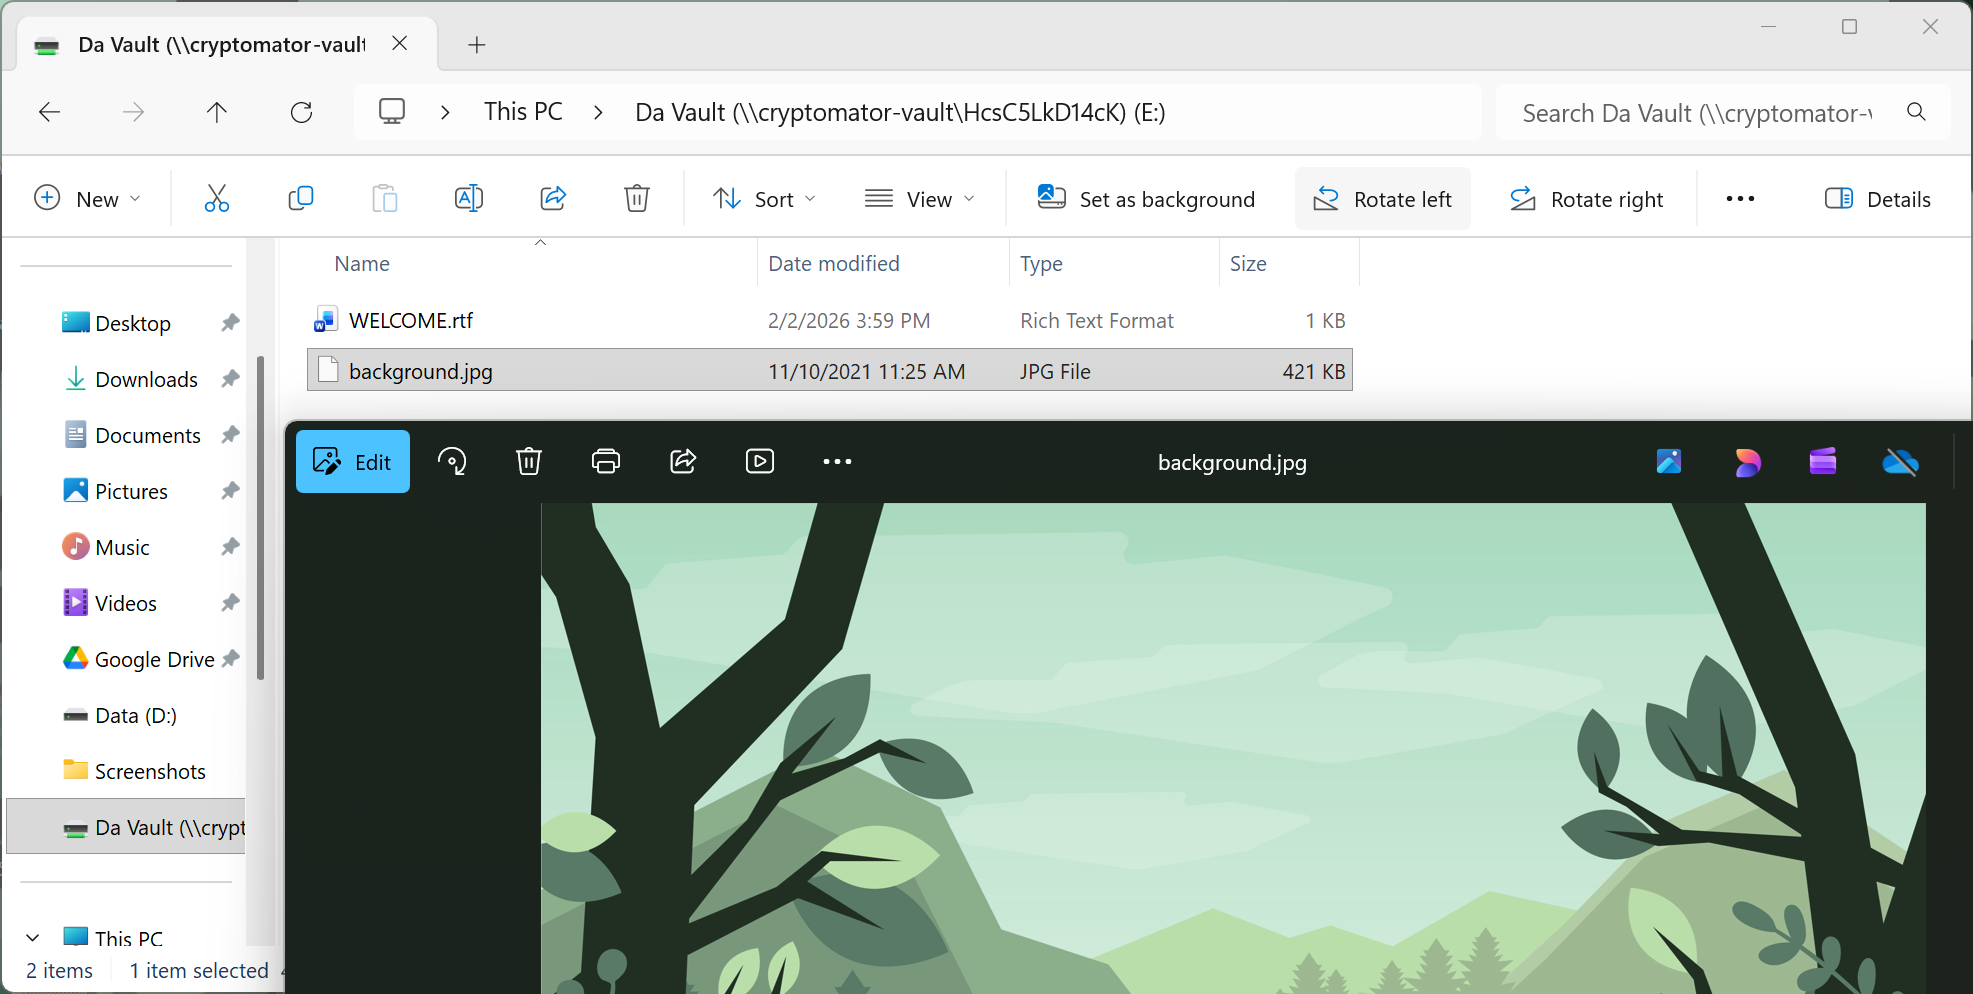 Da Vault (\\cryptomator-vault
This PC Da Vault (\\cryptomator-vault\HcsC5LkD14cK) (E:) Search Da Vault (\\cryptomator-v
New Sort View Set as background Rotate left Rotate right Details
Name Date modified Type Size
WELCOME.rtf 2/2/2026 3:59 PM Rich Text Format 1 KB
background.jpg 11/10/2021 11:25 AM JPG File 421 KB
Desktop
Downloads
Documents
Pictures
Music
Videos
Google Drive
Data (D:)
Screenshots
Da Vault (\\crypt
This PC
2 items 1 item selected
Edit background.jpg